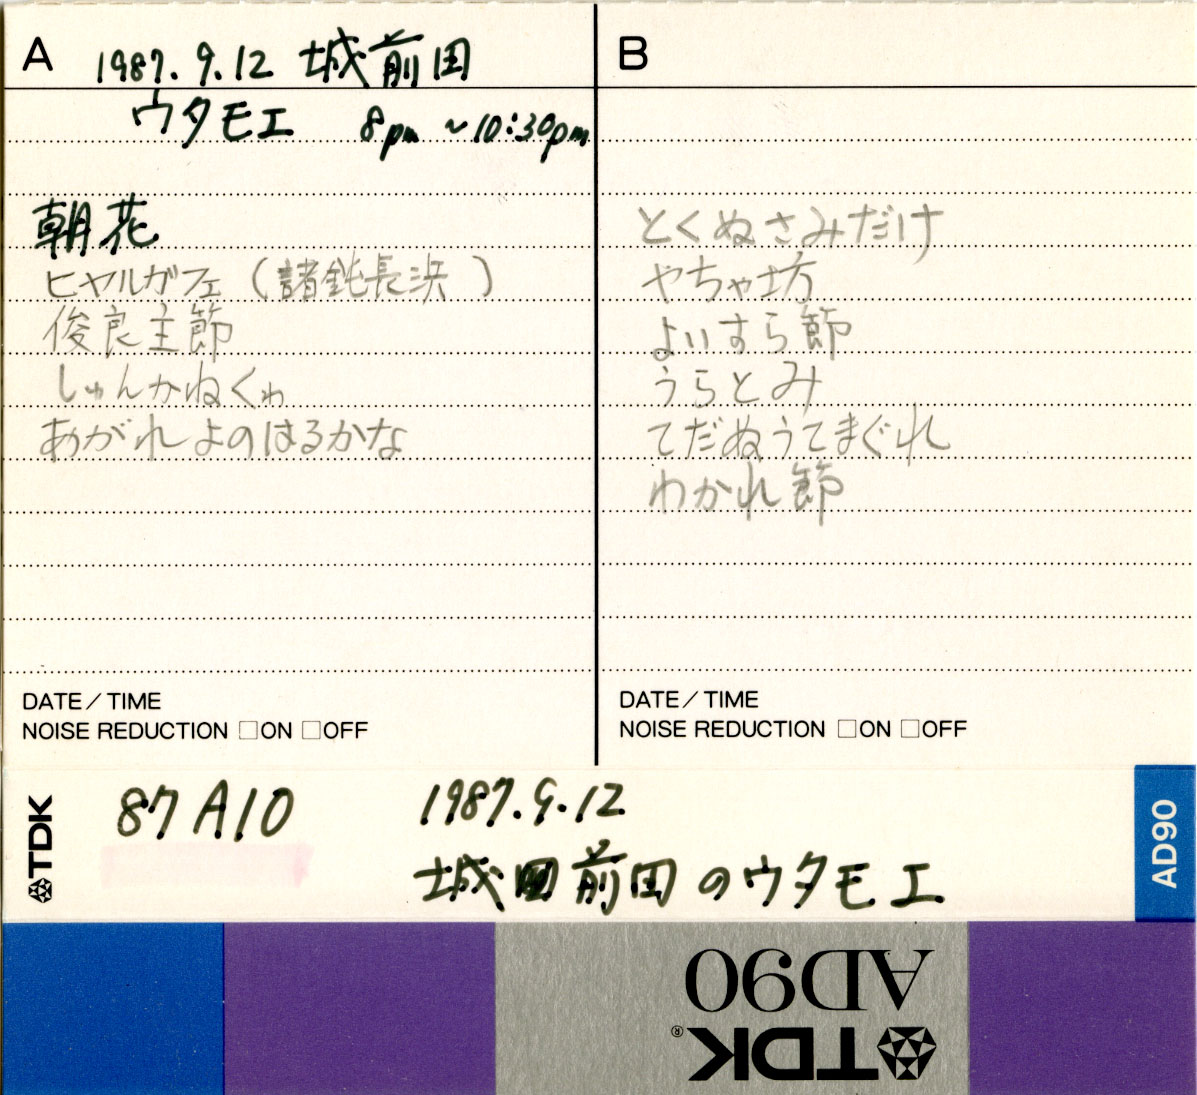 A 1987.9.12 城前田
ウタモエ 8pm ~10:30pm
朝花
ヒヤルガフェ (諸鈍長浜)
俊良主節
しゅんかねくゎ
あがれよのはるかな
DATE/TIME
NOISE REDUCTION □ON □OFF
B
とくぬさみだけ
やちゃ坊
よいすら節
うらとみ
てだぬうてまぐれ
わかれ節
DATE/TIME
NOISE REDUCTION □ON □OFF
TDK
87A10
1987.9.12
城前田のウタモエ
AD90
AD90
TDK®